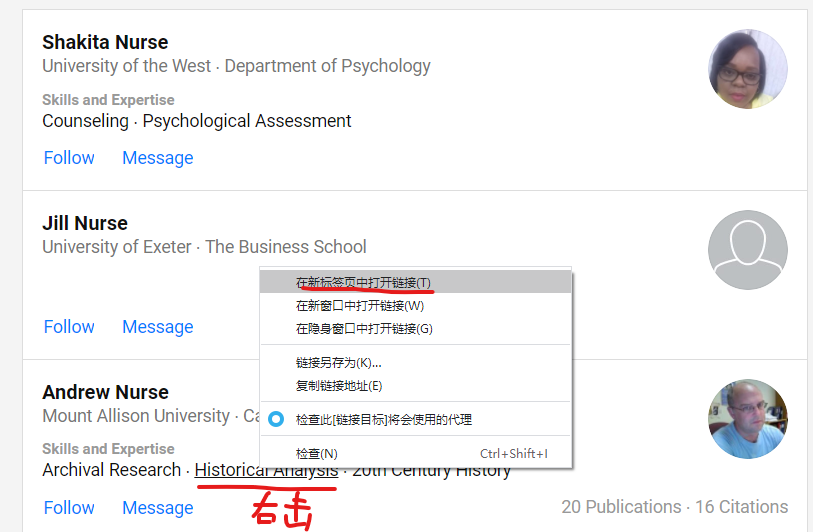 Shakita Nurse
University of the West · Department of Psychology
Skills and Expertise
Counseling · Psychological Assessment
Follow Message
Jill Nurse
University of Exeter · The Business School
Follow Message
在新标签页中打开链接(T)
在新窗口中打开链接(W)
在隐身窗口中打开链接(G)
链接另存为(K)...
复制链接地址(E)
检查此[链接目标]将会使用的代理
检查(N) Ctrl+Shift+I
Andrew Nurse
Mount Allison University · Ca
Skills and Expertise
Archival Research · Historical Analysis · 20th Century History
Follow Message
右击
20 Publications · 16 Citations